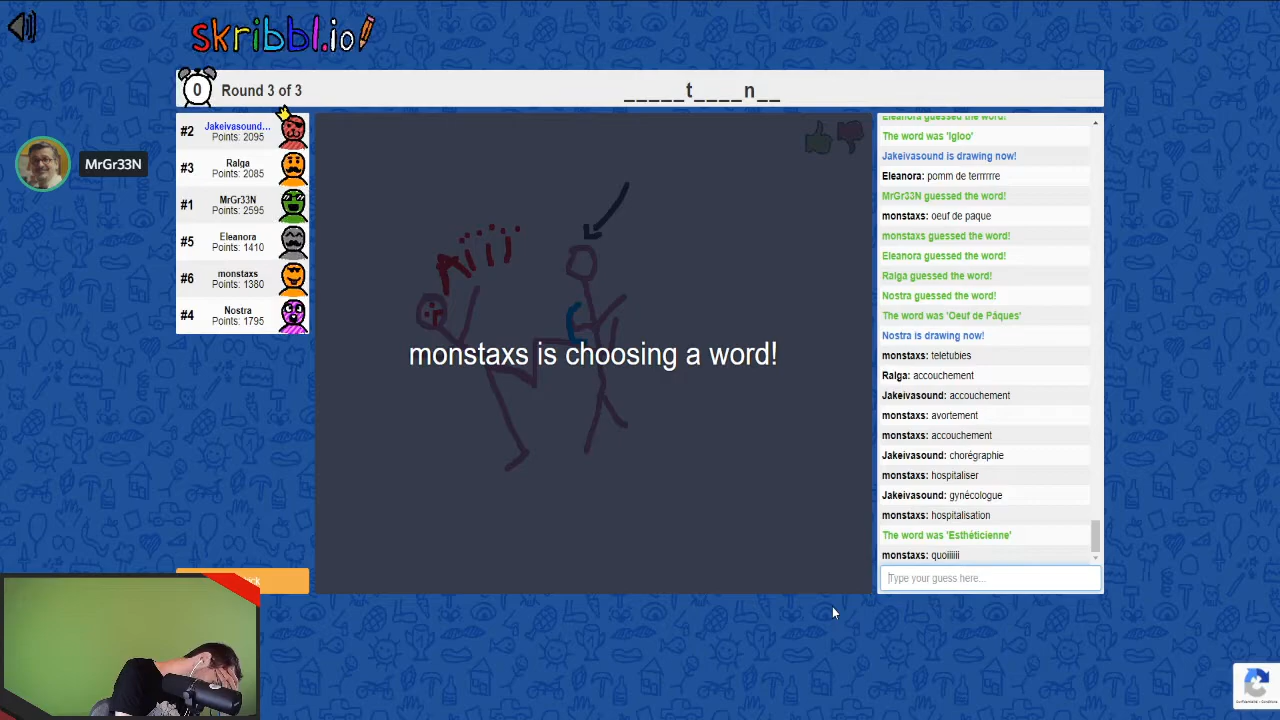 skribbl.io
0
Round 3 of 3
_____t____n__
MrGr33N
#2
Jakeivasound...
Points: 2095
#3
Ralga
Points: 2085
#1
MrGr33N
Points: 2595
#5
Eleanora
Points: 1410
#6
monstaxs
Points: 1380
#4
Nostra
Points: 1795
Aïïïï
monstaxs is choosing a word!
Eleanora guessed the word!
The word was 'Igloo'
Jakeivasound is drawing now!
Eleanora: pomm de terrrrrre
MrGr33N guessed the word!
monstaxs: oeuf de paque
monstaxs guessed the word!
Eleanora guessed the word!
Ralga guessed the word!
Nostra guessed the word!
The word was 'Oeuf de Pâques'
Nostra is drawing now!
monstaxs: teletubies
Ralga: accouchement
Jakeivasound: accouchement
monstaxs: avortement
monstaxs: accouchement
Jakeivasound: chorégraphie
monstaxs: hospitaliser
Jakeivasound: gynécologue
monstaxs: hospitalisation
The word was 'Esthéticienne'
monstaxs: quoiiiiii
Type your guess here...